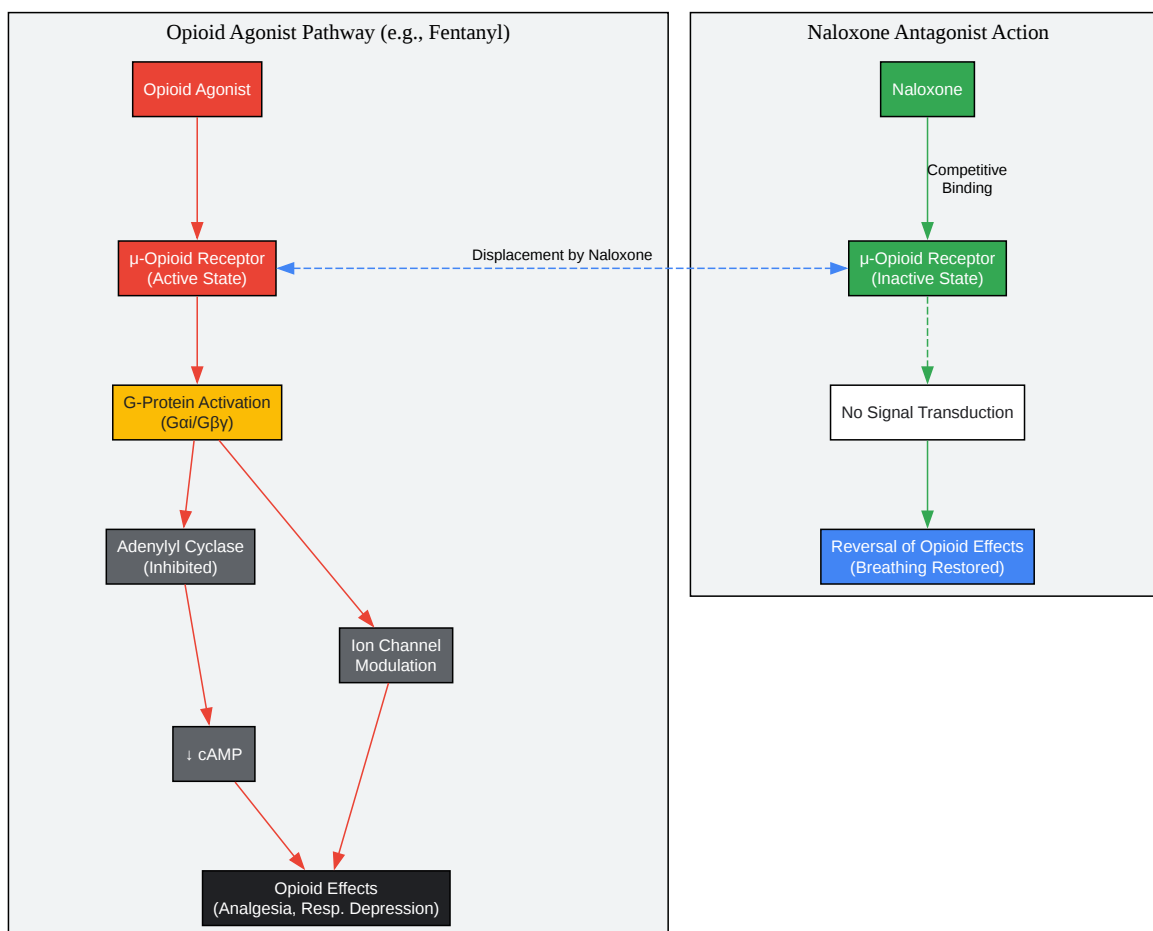 Opioid Agonist Pathway (e.g., Fentanyl)
Opioid Agonist
μ-Opioid Receptor
(Active State)
G-Protein Activation
(Gαi/Gβγ)
Adenylyl Cyclase
(Inhibited)
Ion Channel
Modulation
↓ cAMP
Opioid Effects
(Analgesia, Resp. Depression)
Displacement by Naloxone
Naloxone Antagonist Action
Naloxone
Competitive
Binding
μ-Opioid Receptor
(Inactive State)
No Signal Transduction
Reversal of Opioid Effects
(Breathing Restored)